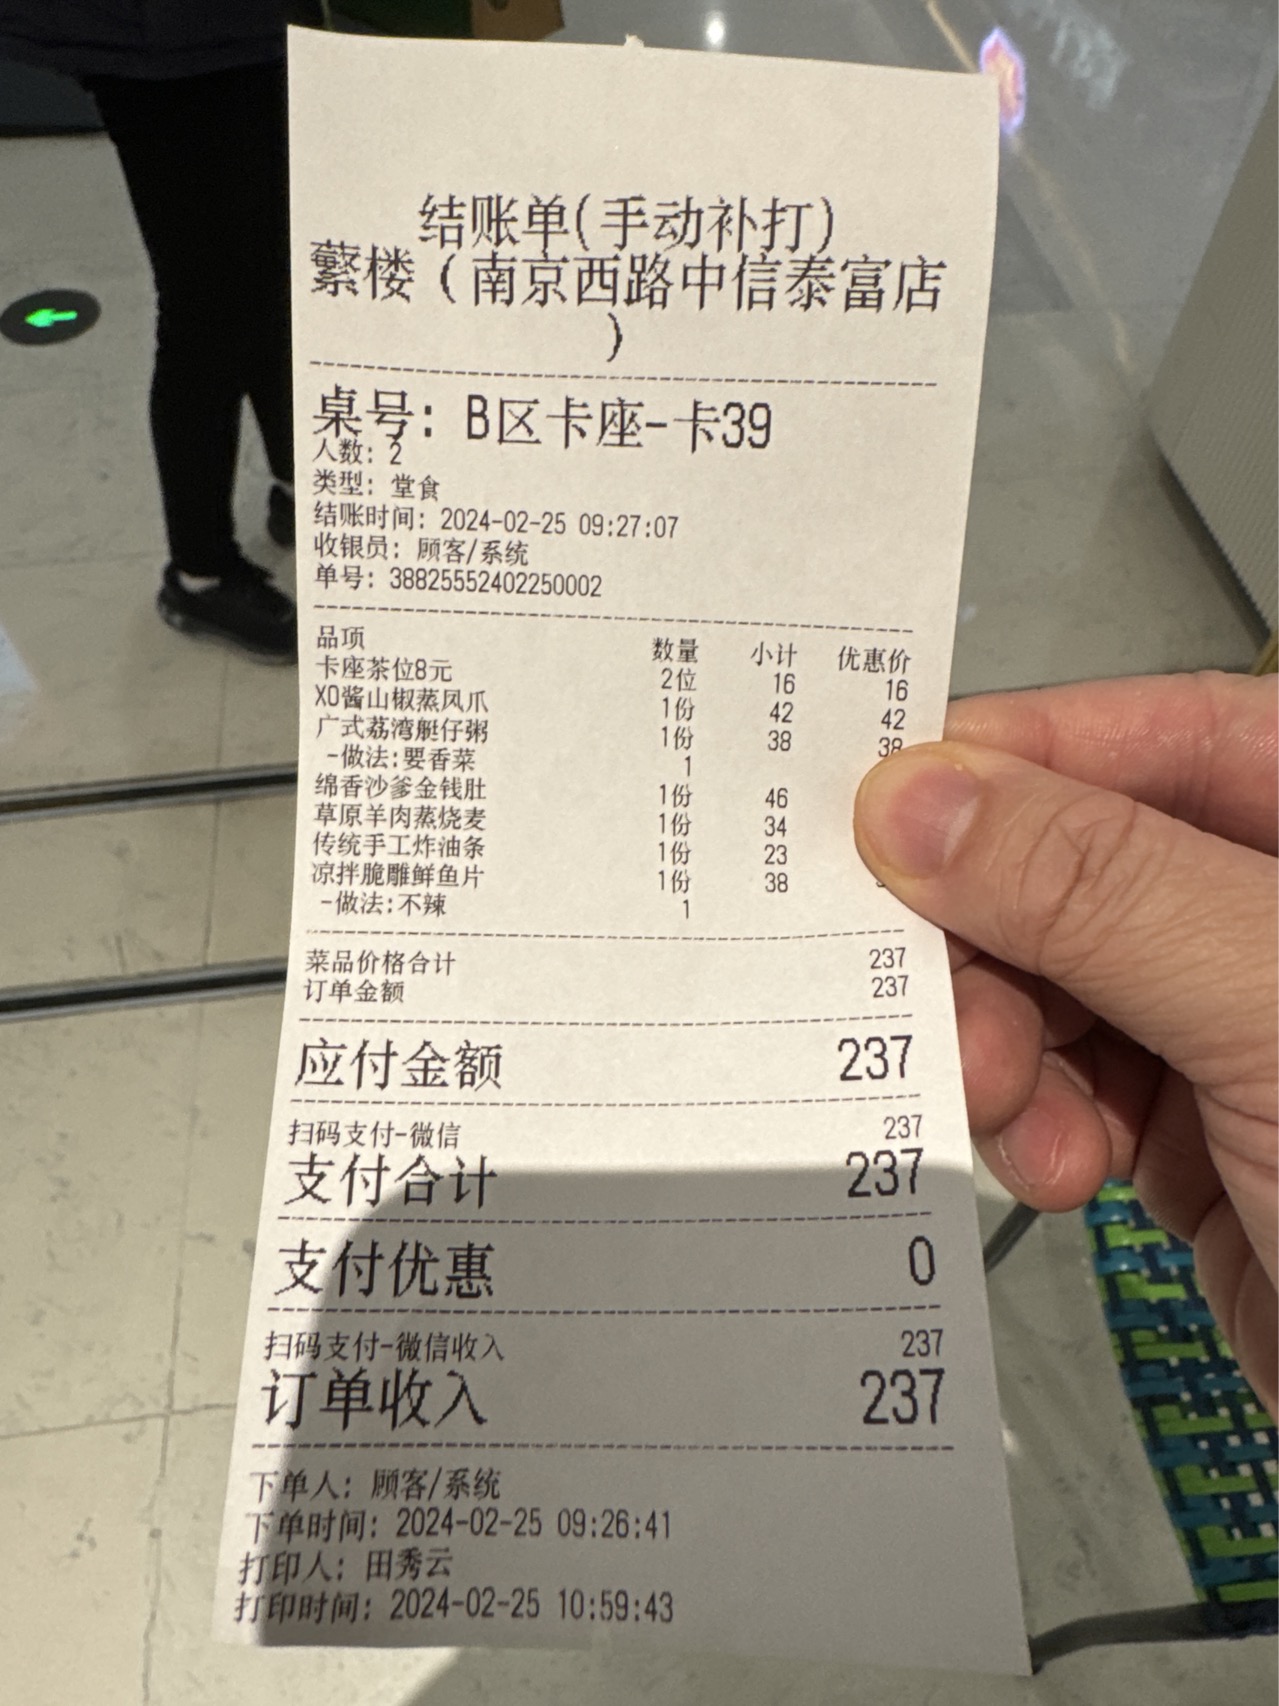 结账单(手动补打)
蘩楼(南京西路中信泰富店
)
桌号: B区卡座-卡39
人数: 2
类型: 堂食
结账时间: 2024-02-25 09:27:07
收银员: 顾客/系统
单号: 38825552402250002
品项 数量 小计 优惠价
卡座茶位8元 2位 16 16
XO酱山椒蒸凤爪 1份 42 42
广式荔湾艇仔粥 1份 38 38
-做法:要香菜 1
绵香沙爹金钱肚 1份 46
草原羊肉蒸烧麦 1份 34
传统手工炸油条 1份 23
凉拌脆雕鲜鱼片 1份 38
-做法:不辣 1
菜品价格合计 237
订单金额 237
应付金额 237
扫码支付-微信 237
支付合计 237
支付优惠 0
扫码支付-微信收入 237
订单收入 237
下单人: 顾客/系统
下单时间: 2024-02-25 09:26:41
打印人: 田秀云
打印时间: 2024-02-25 10:59:43